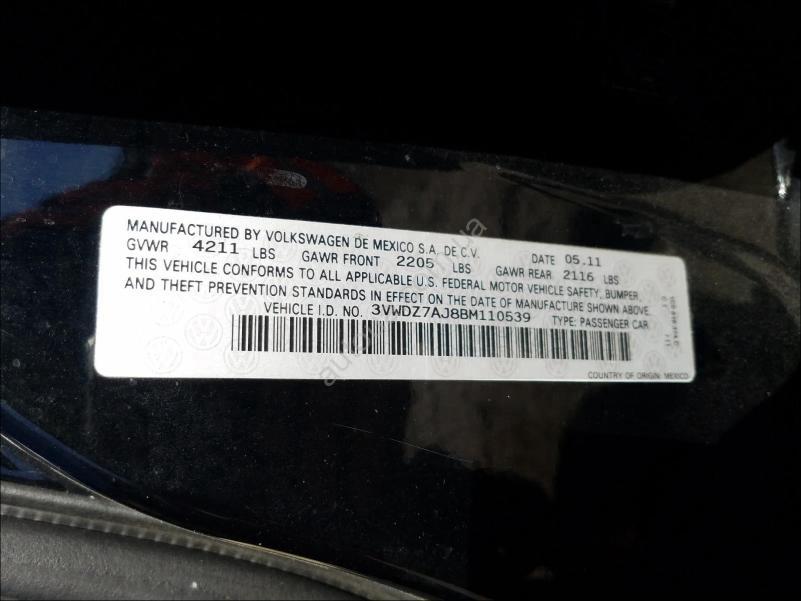 MANUFACTURED BY VOLKSWAGEN DE MEXICO S.A. DE C.V. DATE 05.11
GVWR 4211 LBS GAWR FRONT 2205 LBS GAWR REAR 2116 LBS
THIS VEHICLE CONFORMS TO ALL APPLICABLE U.S. FEDERAL MOTOR VEHICLE SAFETY, BUMPER,
AND THEFT PREVENTION STANDARDS IN EFFECT ON THE DATE OF MANUFACTURE SHOWN ABOVE.
VEHICLE I.D. NO. 3VWDZ7AJ8BM110539 TYPE: PASSENGER CAR
COUNTRY OF ORIGIN: MEXICO